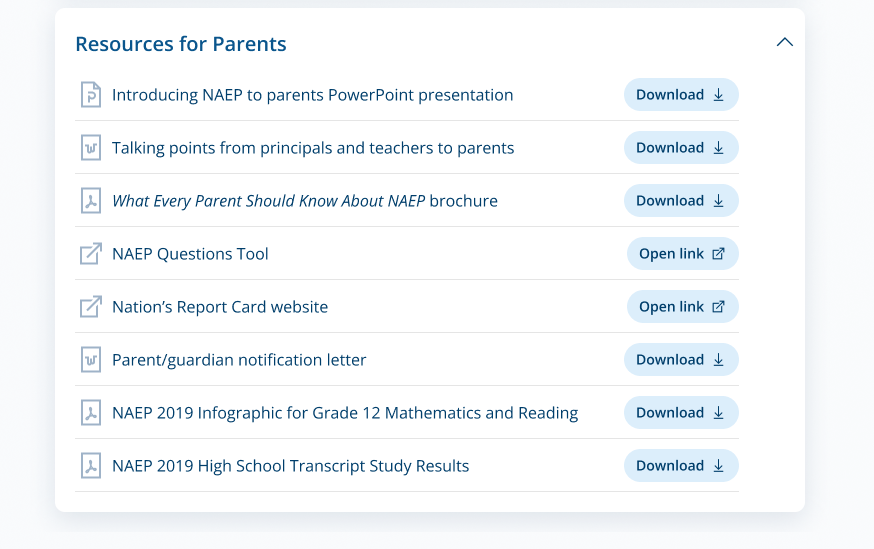 Resources for Parents
Introducing NAEP to parents PowerPoint presentation Download
Talking points from principals and teachers to parents Download
What Every Parent Should Know About NAEP brochure Download
NAEP Questions Tool Open link
Nation’s Report Card website Open link
Parent/guardian notification letter Download
NAEP 2019 Infographic for Grade 12 Mathematics and Reading Download
NAEP 2019 High School Transcript Study Results Download